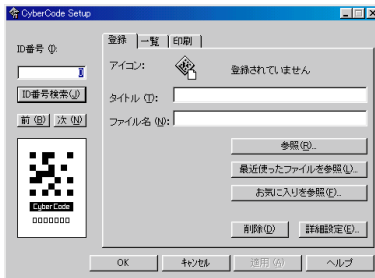 CyberCode Setup
ID番号 (I):
0
ID番号検索(J)
前 (B) 次 (N)
CyberCode
0000000
登録 一覧 印刷
アイコン: 登録されていません
タイトル (T):
ファイル名 (N):
参照(R)...
最近使ったファイルを参照(L)...
お気に入りを参照(F)...
削除(D) 詳細設定(E)...
OK キャンセル 適用(A) ヘルプ